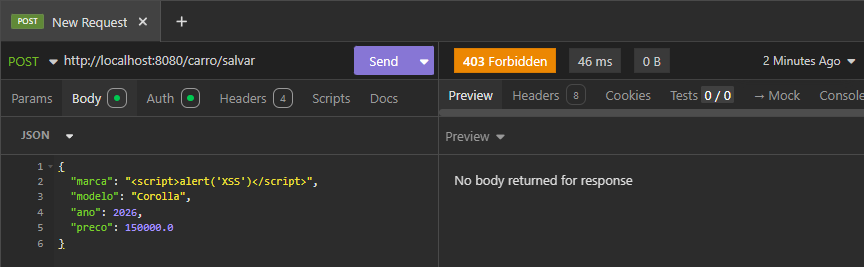 POST New Request
POST http://localhost:8080/carro/salvar Send 403 Forbidden 46 ms 0 B 2 Minutes Ago
Params Body Auth Headers 4 Scripts Docs
Preview Headers 8 Cookies Tests 0 / 0 → Mock Console
JSON
Preview
1 {
2 "marca": "<script>alert('XSS')</script>",
3 "modelo": "Corolla",
4 "ano": 2026,
5 "preco": 150000.0
6 }
No body returned for response